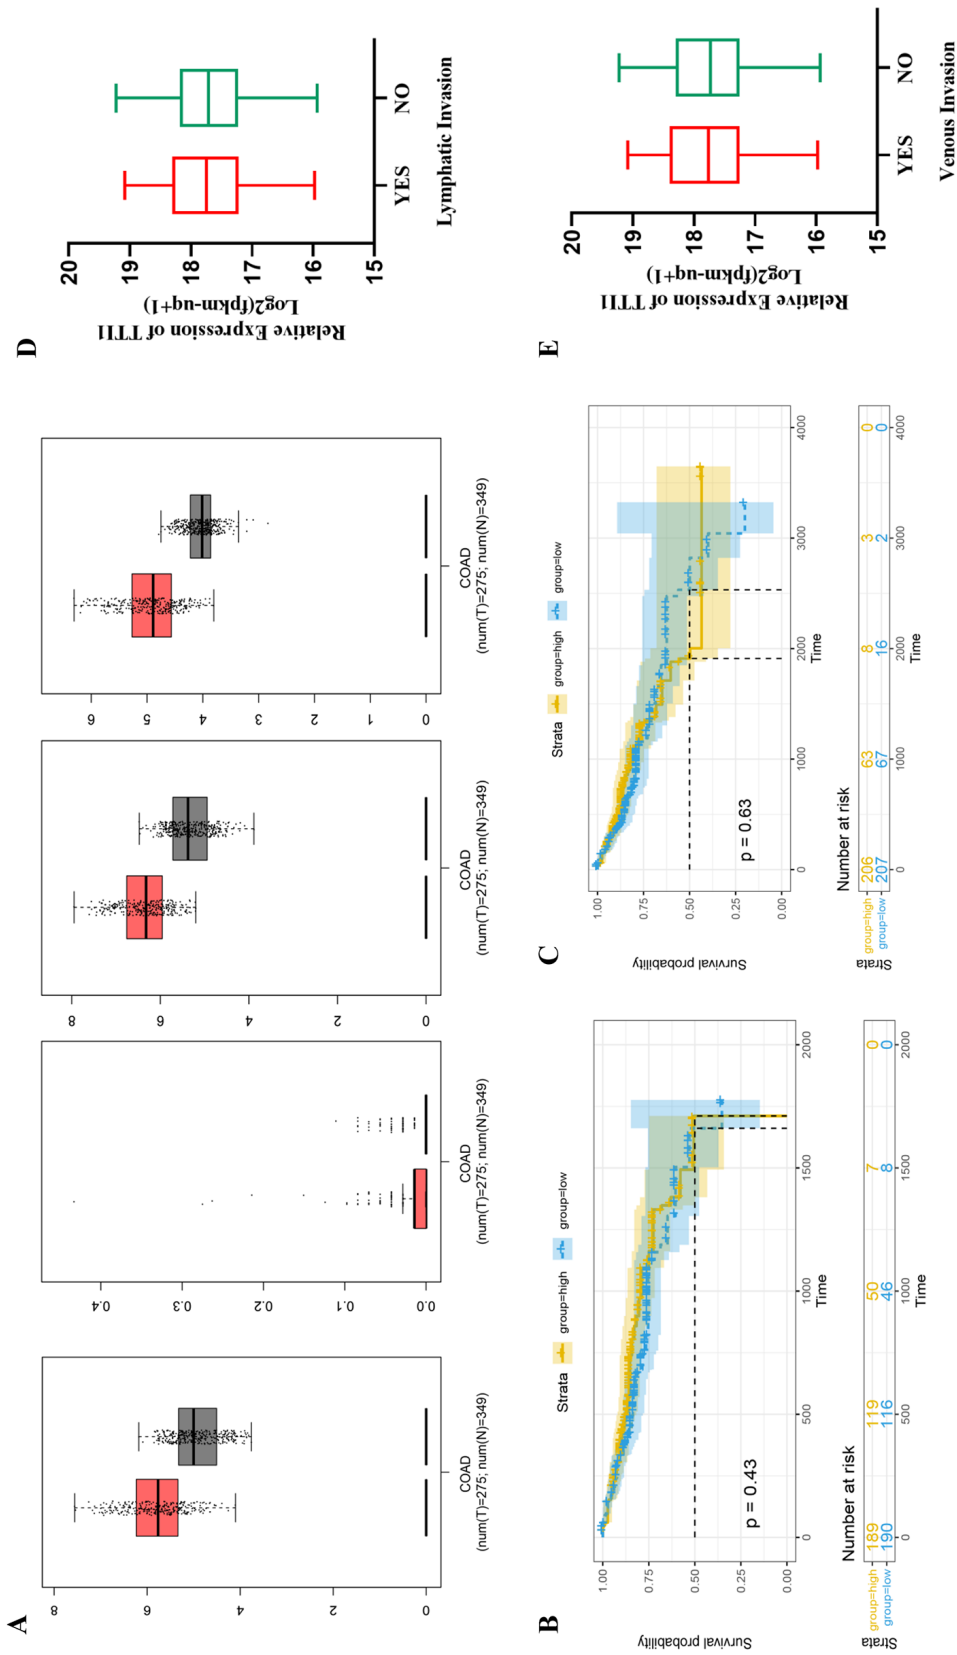 A
8
6
4
2
0
COAD
(num(T)=275; num(N)=349)
0.4
0.3
0.2
0.1
0.0
COAD
(num(T)=275; num(N)=349)
8
6
4
2
0
COAD
(num(T)=275; num(N)=349)
6
5
4
3
2
1
0
COAD
(num(T)=275; num(N)=349)
B
Strata group=high group=low
Survival probability
1.00
0.75
0.50
0.25
0.00
p = 0.43
0 500 1000 1500 2000
Time
Number at risk
Strata
group=high 189 119 50 7 0
group=low 190 116 46 8 0
0 500 1000 1500 2000
Time
C
Strata group=high group=low
Survival probability
1.00
0.75
0.50
0.25
0.00
p = 0.63
0 1000 2000 3000 4000
Time
Number at risk
Strata
group=high 206 63 8 3 0
group=low 207 67 16 2 0
0 1000 2000 3000 4000
Time
D
Relative Expression of TTI1
Log2(fpkm-uq+1)
20
19
18
17
16
15
YES NO
Lymphatic Invasion
E
Relative Expression of TTI1
Log2(fpkm-uq+1)
20
19
18
17
16
15
YES NO
Venous Invasion